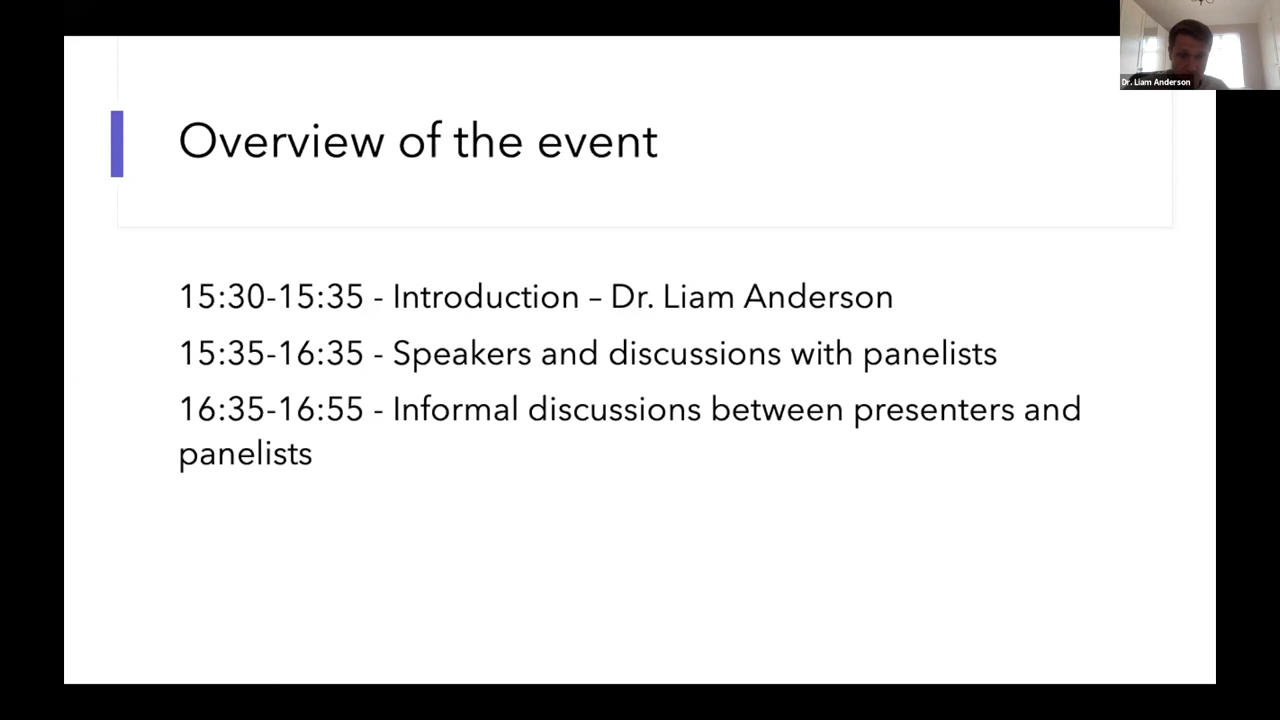 Dr. Liam Anderson
Overview of the event
15:30-15:35 - Introduction – Dr. Liam Anderson
15:35-16:35 - Speakers and discussions with panelists
16:35-16:55 - Informal discussions between presenters and
panelists